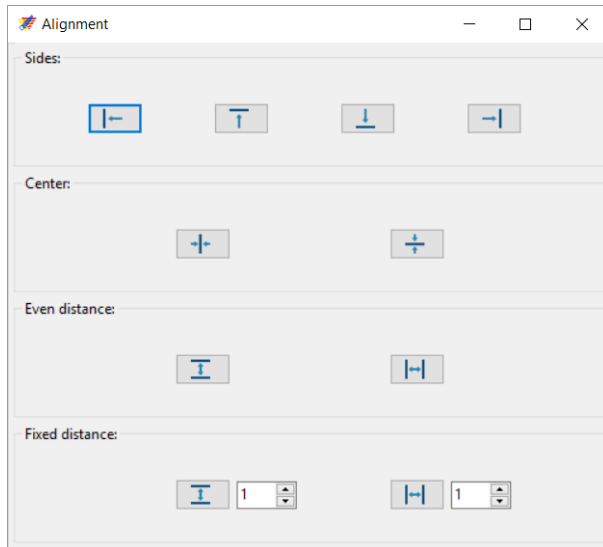 Alignment
Sides:
Center:
Even distance:
Fixed distance:
1 1